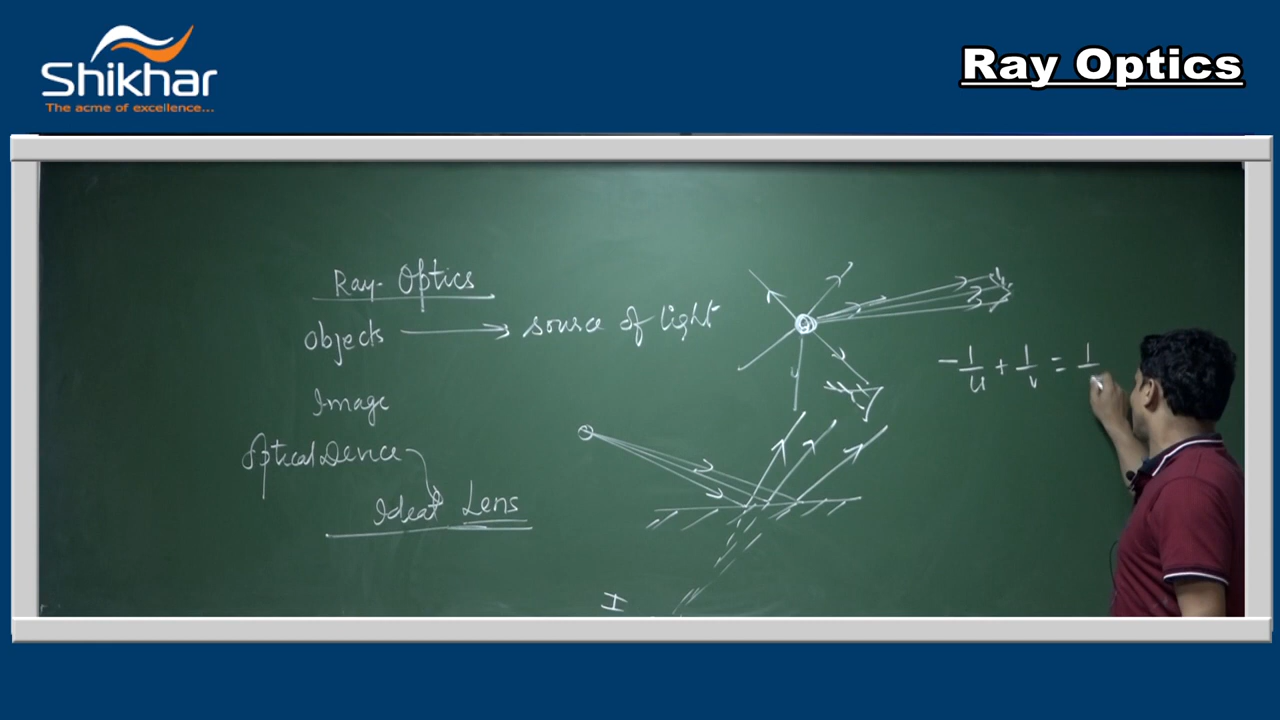 Shikhar
The acme of excellence...
Ray Optics
Ray- Optics
Objects → source of light
Image
Optical Device
Ideal Lens
I
-1/u + 1/v = 1/